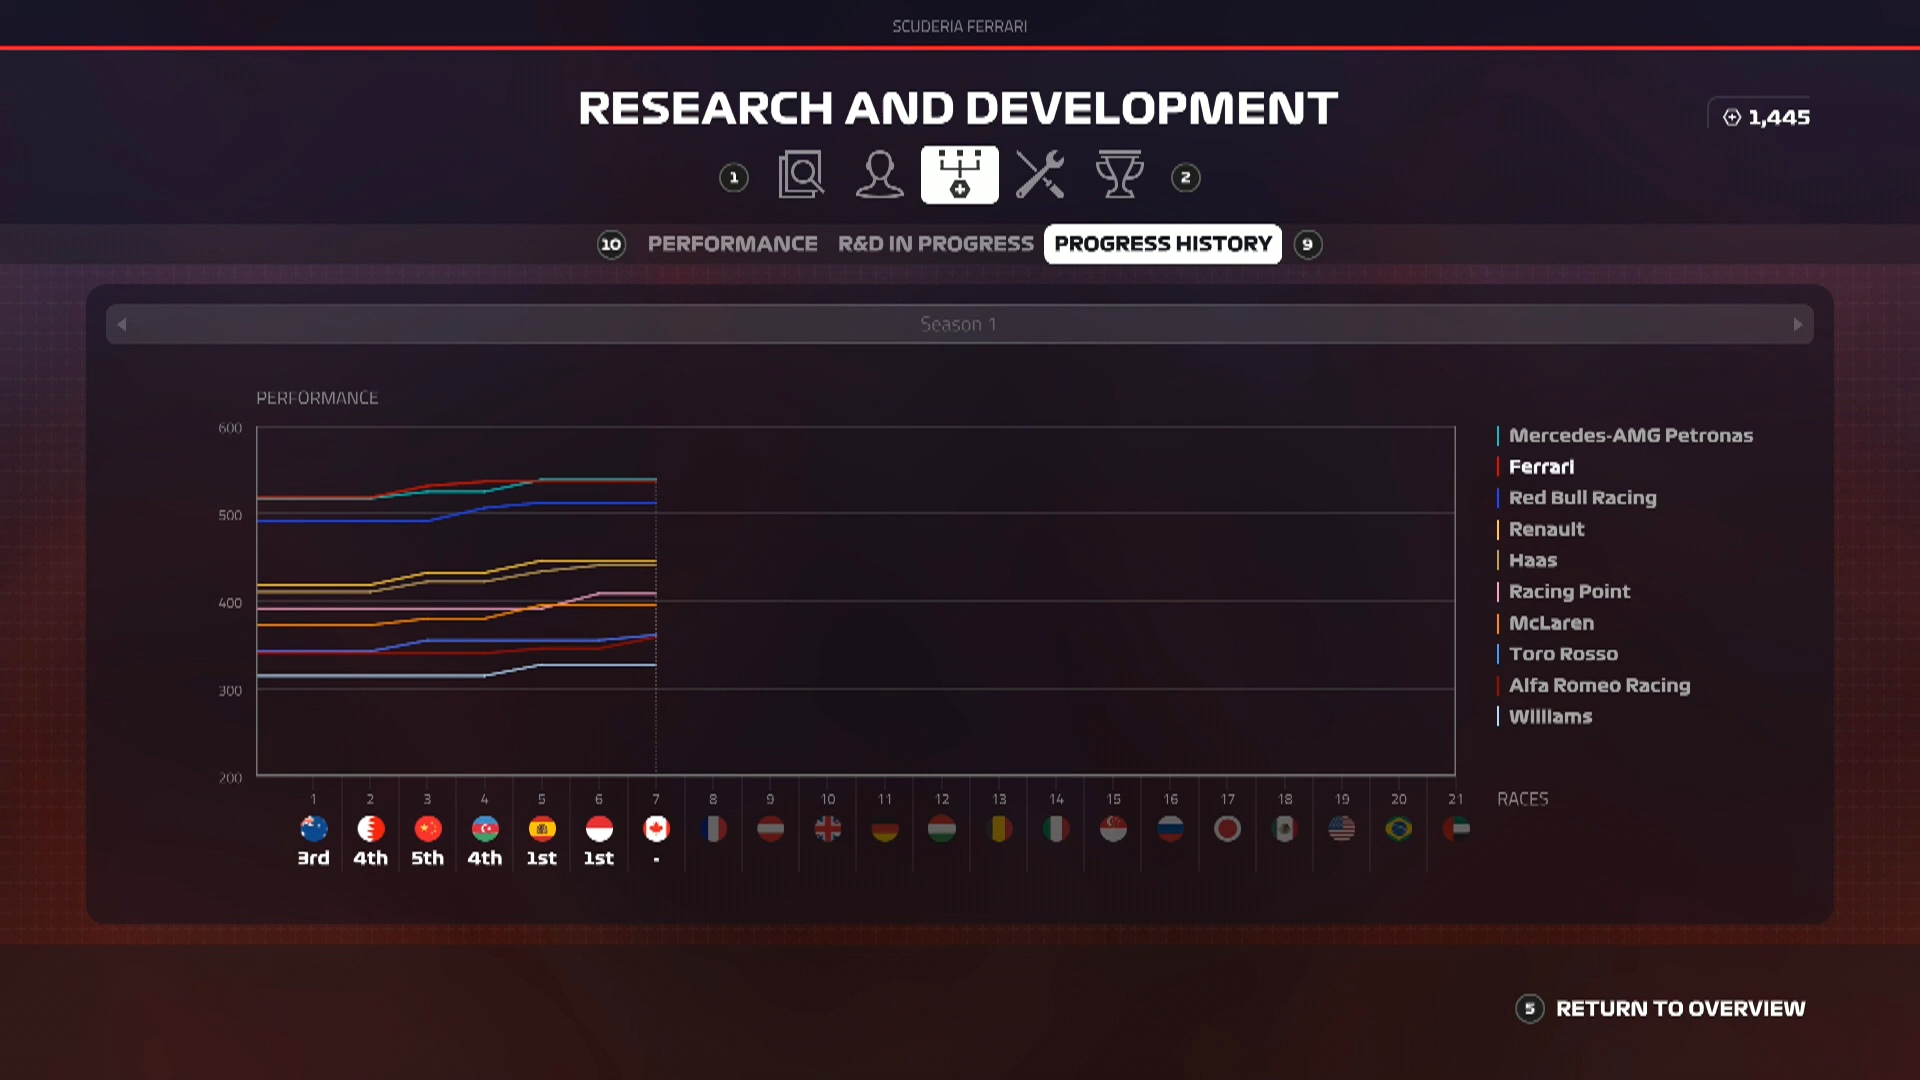 SCUDERIA FERRARI
RESEARCH AND DEVELOPMENT
1,445
1 2
10 PERFORMANCE R&D IN PROGRESS PROGRESS HISTORY 9
Season 1
PERFORMANCE
600
500
400
300
200
Mercedes-AMG Petronas
Ferrari
Red Bull Racing
Renault
Haas
Racing Point
McLaren
Toro Rosso
Alfa Romeo Racing
Williams
1 2 3 4 5 6 7 8 9 10 11 12 13 14 15 16 17 18 19 20 21 RACES
3rd 4th 5th 4th 1st 1st -
5 RETURN TO OVERVIEW